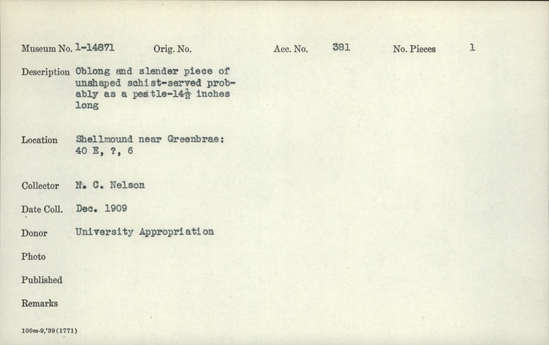 Museum No. 1-14871 Orig. No. Acc. No. 381 No. Pieces 1
Description Oblong and slender piece of
unshaped schist-served prob-
ably as a pestle-14½ inches
long
Location Shellmound near Greenbrae:
40 E, ?, 6
Collector N. C. Nelson
Date Coll. Dec. 1909
Donor University Appropriation
Photo
Published
Remarks
100m-9,'39(1771)